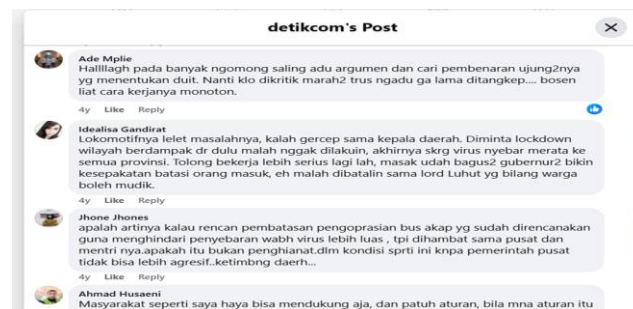 detikcom's Post
Ade Mplie
Hallllagh pada banyak ngomong saling adu argumen dan cari pembenaran ujung2nya
yg menentukan duit. Nanti klo dikritik marah2 trus ngadu ga lama ditangkep.... bosen
liat cara kerjanya monoton.
4y Like Reply
Idealisa Gandirat
Lokomotifnya lelet masalahnya, kalah gercep sama kepala daerah. Diminta lockdown
wilayah berdampak dr dulu malah nggak dilakuin, akhirnya skrg virus nyebar merata ke
semua provinsi. Tolong bekerja lebih serius lagi lah, masak udah bagus2 gubernur2 bikin
kesepakatan batasi orang masuk, eh malah dibatalin sama lord Luhut yg bilang warga
boleh mudik.
4y Like Reply
Jhone Jhones
apalah artinya kalau rencan pembatasan pengoprasian bus akap yg sudah direncanakan
guna menghindari penyebaran wabh virus lebih luas , tpi dihambat sama pusat dan
mentri nya.apakah itu bukan penghianat.dlm kondisi sprti ini knpa pemerintah pusat
tidak bisa lebih agresif..ketimbng daerh...
4y Like Reply
Ahmad Husaeni
Masyarakat seperti saya haya bisa mendukung aja, dan patuh aturan, bila mna aturan itu